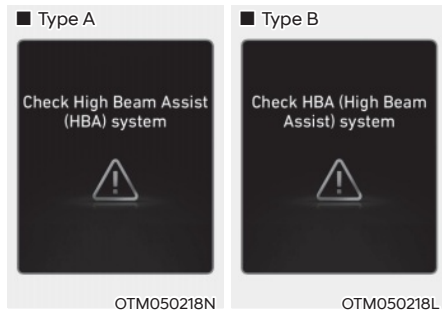 ■ Type A
Check High Beam Assist
(HBA) system
OTM050218N
■ Type B
Check HBA (High Beam
Assist) system
OTM050218L